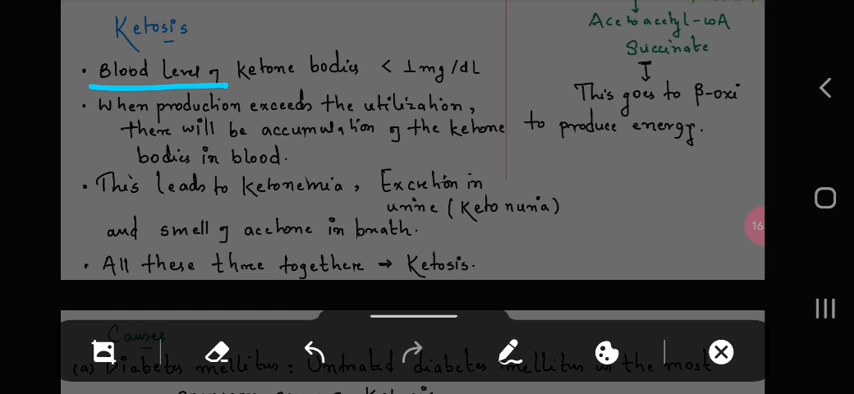 Ketosis
• Blood level of ketone bodies < 1mg/dL
• When production exceeds the utilization,
there will be accumulation of the ketone
bodies in blood.
• This leads to ketonemia, Excretion in
urine (Ketonuria)
and smell of acetone in breath.
• All these three together → Ketosis.
Acetoacetyl-coA
Succinate
This goes to β-oxi
to produce energy.
16
Causes
(a) Diabetes mellitus: Untreated diabetes mellitus is the most